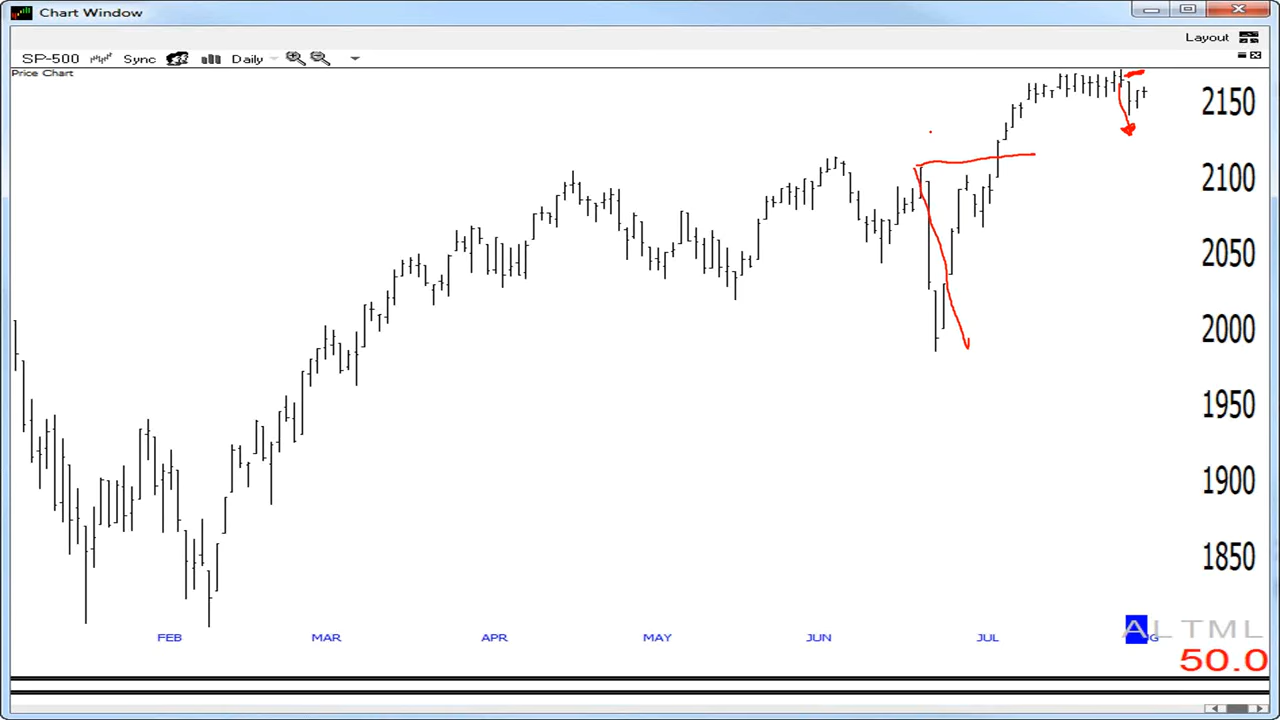 Chart Window
Layout
SP-500 Sync Daily
Price Chart
2150
2100
2050
2000
1950
1900
1850
FEB MAR APR MAY JUN JUL
ALTML
50.0